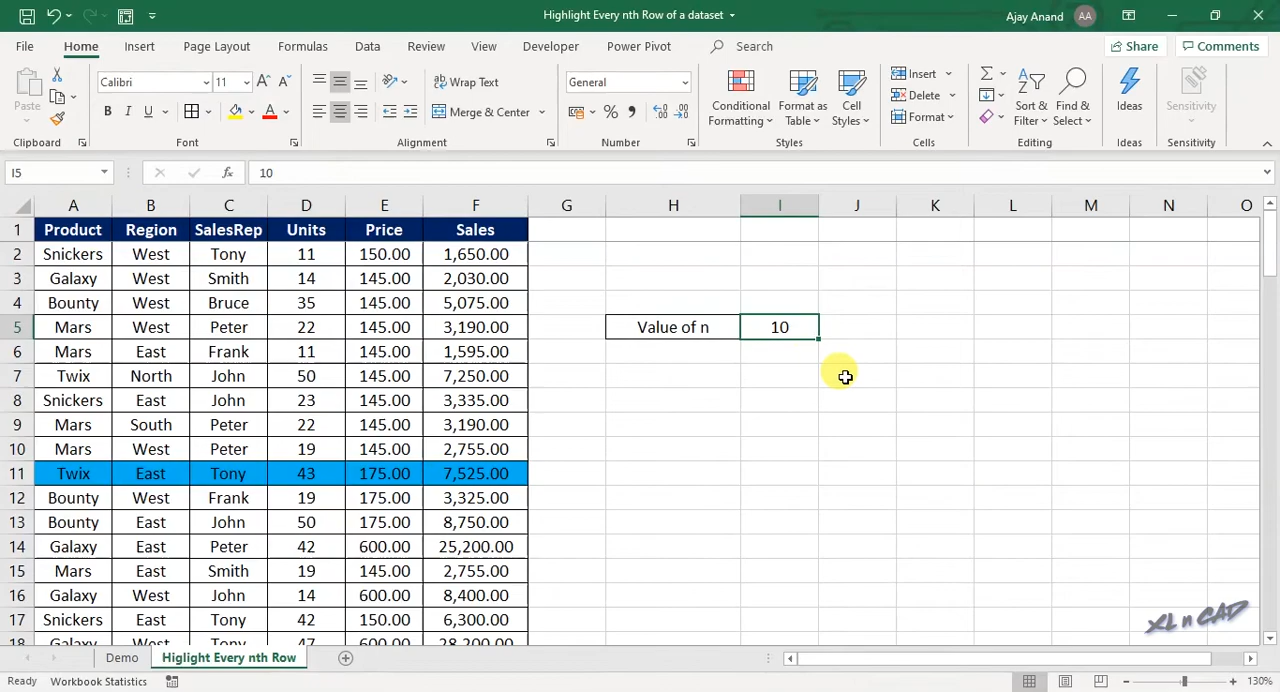 Highlight Every nth Row of a dataset
Ajay Anand AA
File Home Insert Page Layout Formulas Data Review View Developer Power Pivot Search Share Comments
Paste
Calibri 11
Wrap Text
General
Conditional Formatting
Format as Table
Cell Styles
Insert
Sort & Filter
Find & Select
Ideas
Sensitivity
B I U
Merge & Center
Delete
Format
Clipboard Font Alignment Number Styles Cells Editing Ideas Sensitivity
I5 fx 10
A B C D E F G H I J K L M N O
1 Product Region SalesRep Units Price Sales
2 Snickers West Tony 11 150.00 1,650.00
3 Galaxy West Smith 14 145.00 2,030.00
4 Bounty West Bruce 35 145.00 5,075.00
5 Mars West Peter 22 145.00 3,190.00 Value of n 10
6 Mars East Frank 11 145.00 1,595.00
7 Twix North John 50 145.00 7,250.00
8 Snickers East John 23 145.00 3,335.00
9 Mars South Peter 22 145.00 3,190.00
10 Mars West Peter 19 145.00 2,755.00
11 Twix East Tony 43 175.00 7,525.00
12 Bounty West Frank 19 175.00 3,325.00
13 Bounty East John 50 175.00 8,750.00
14 Galaxy East Peter 42 600.00 25,200.00
15 Mars East Smith 19 145.00 2,755.00
16 Galaxy West John 14 600.00 8,400.00
17 Snickers East Tony 42 150.00 6,300.00
18 Galaxy West Tony 47 600.00 28,200.00
XL n CAD
Demo Higlight Every nth Row
Ready Workbook Statistics 130%